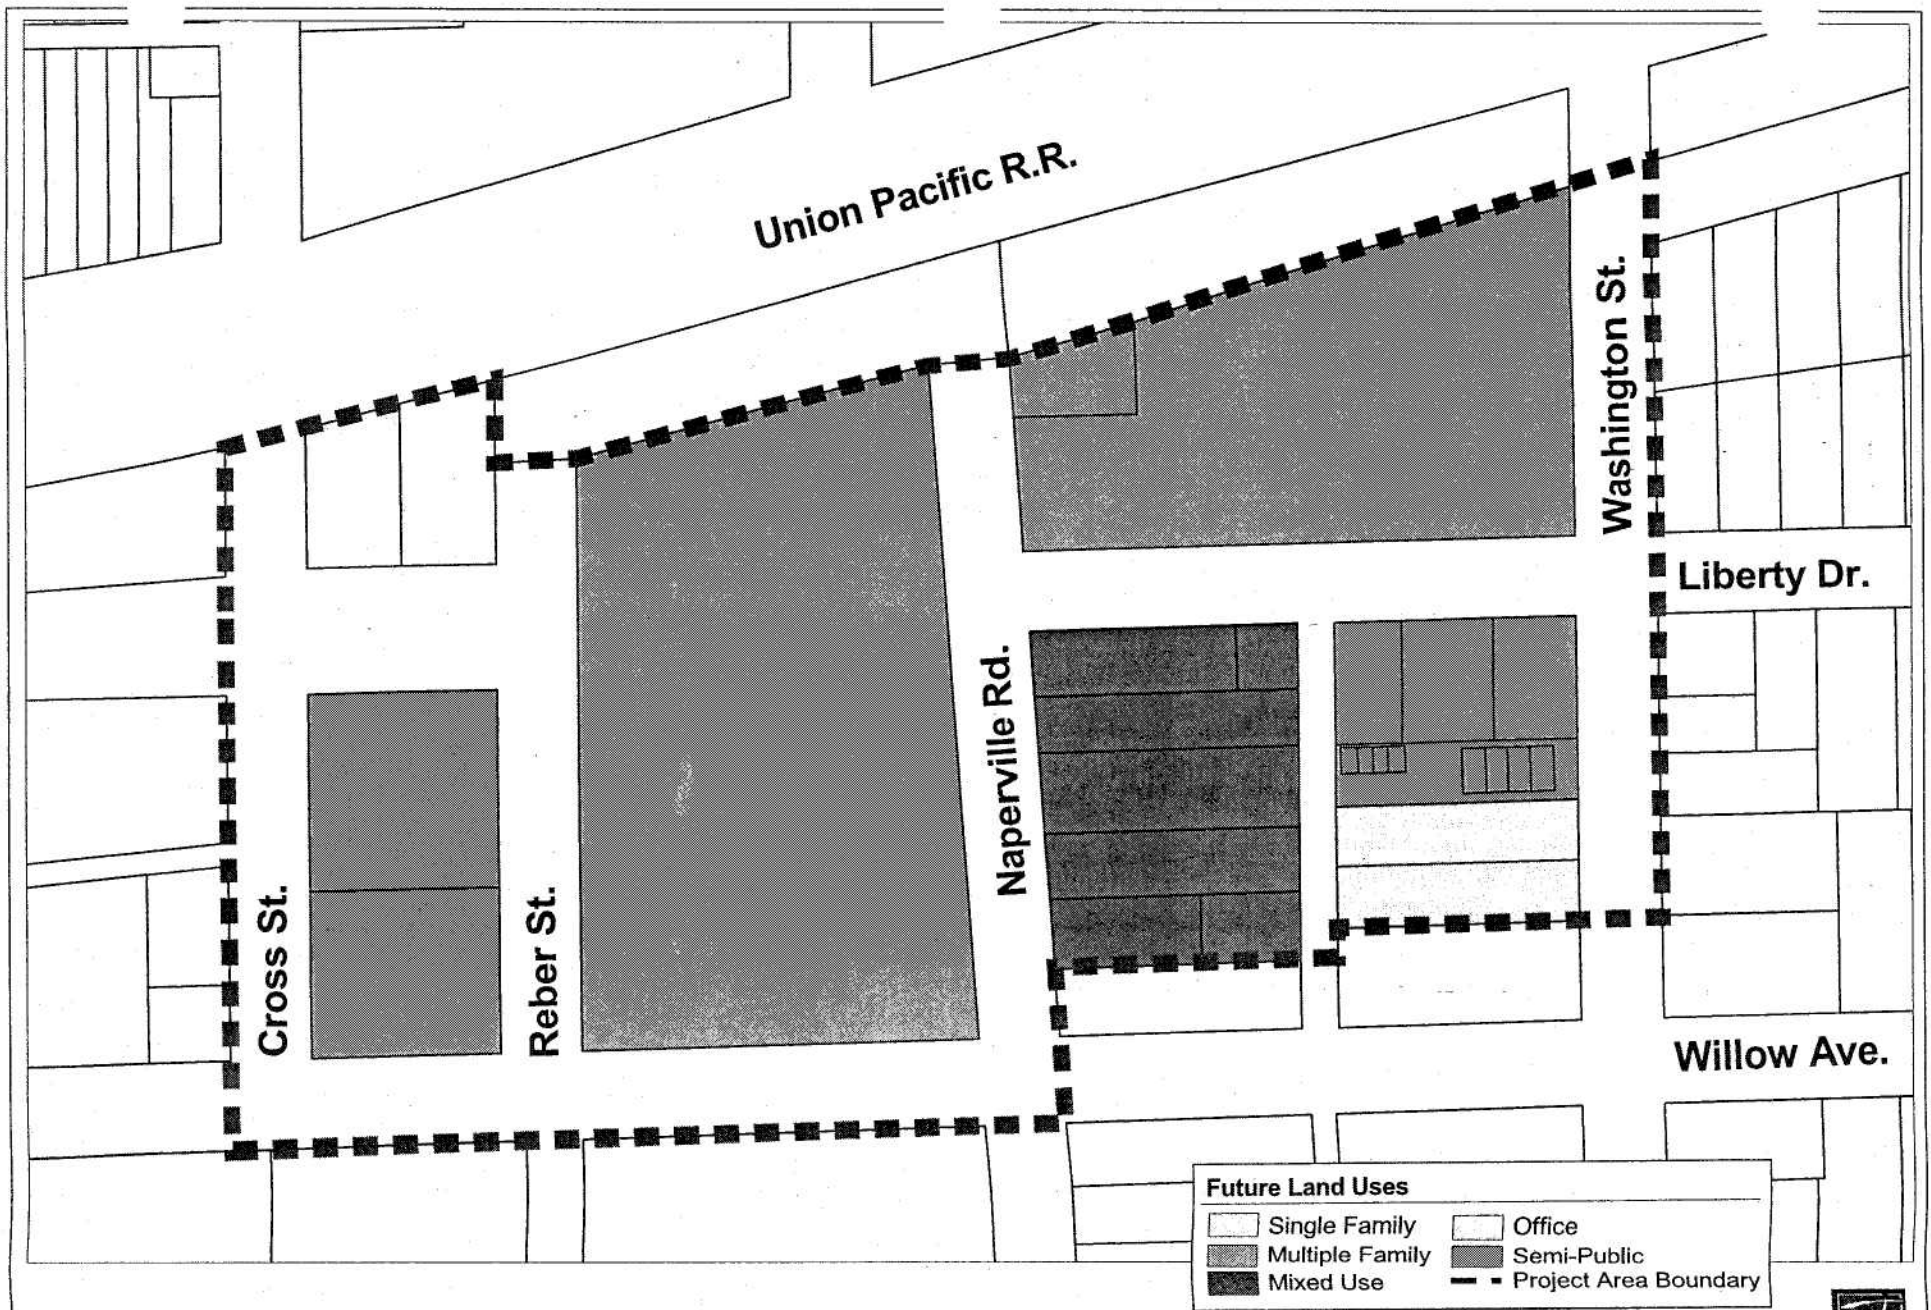 Union Pacific R.R.
Washington St.
Liberty Dr.
Naperville Rd.
Cross St.
Reber St.
Willow Ave.
Future Land Uses
Single Family
Office
Multiple Family
Semi-Public
Mixed Use
Project Area Boundary